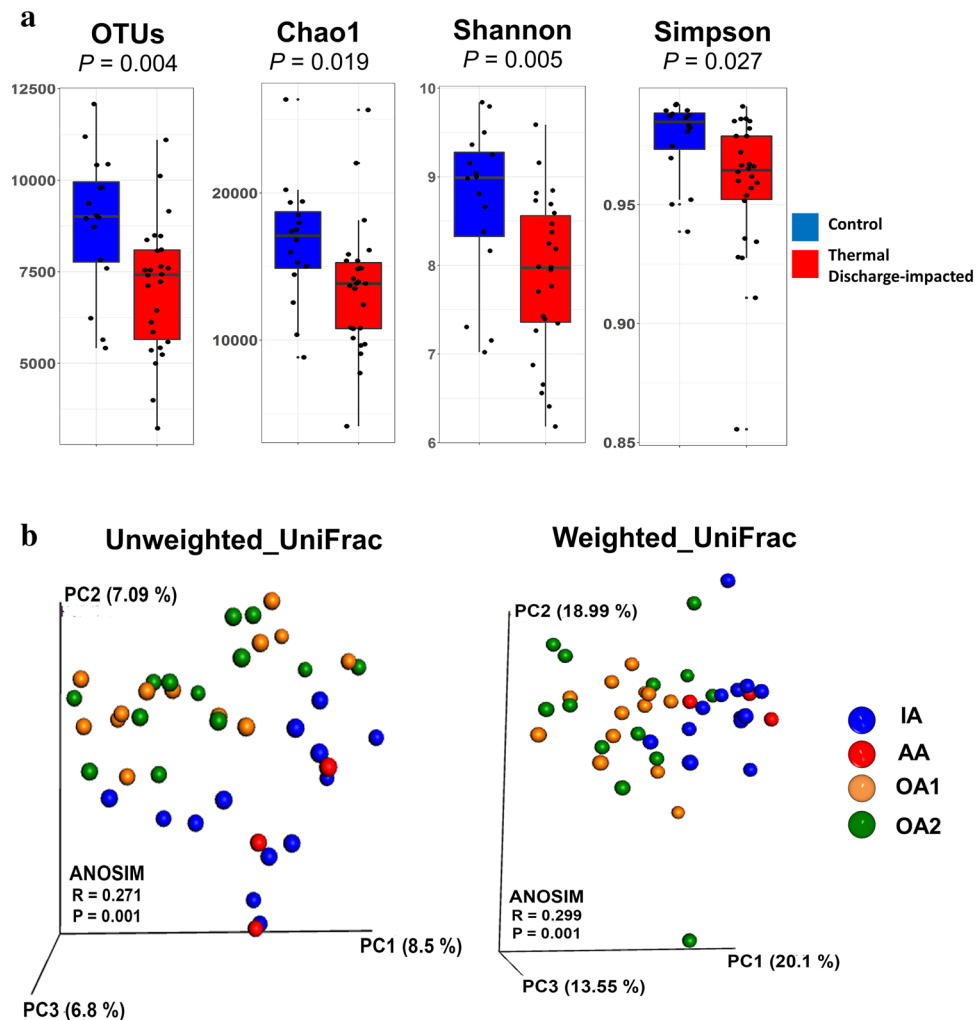 a
OTUs
P = 0.004
Chao1
P = 0.019
Shannon
P = 0.005
Simpson
P = 0.027
12500
10000
7500
5000
20000
10000
10
9
8
7
6
0.95
0.90
0.85
Control
Thermal
Discharge-impacted
b
Unweighted_UniFrac
PC2 (7.09 %)
ANOSIM
R = 0.271
P = 0.001
PC1 (8.5 %)
PC3 (6.8 %)
Weighted_UniFrac
PC2 (18.99 %)
ANOSIM
R = 0.299
P = 0.001
PC1 (20.1 %)
PC3 (13.55 %)
IA
AA
OA1
OA2